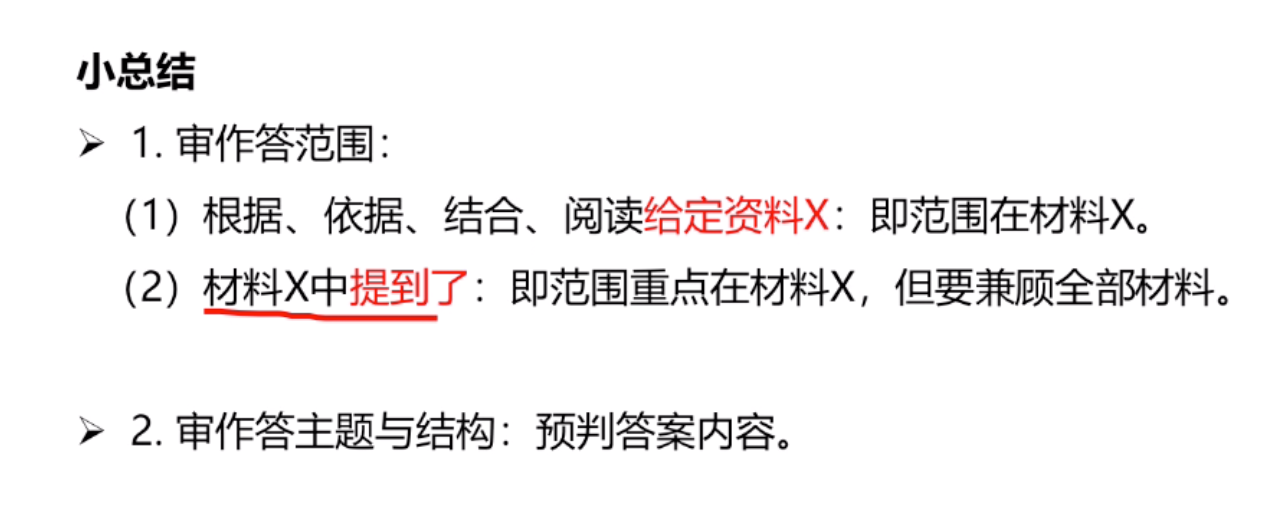 小总结
➢ 1. 审作答范围：
（1）根据、依据、结合、阅读给定资料X：即范围在材料X。
（2）材料X中提到了：即范围重点在材料X，但要兼顾全部材料。
➢ 2. 审作答主题与结构：预判答案内容。